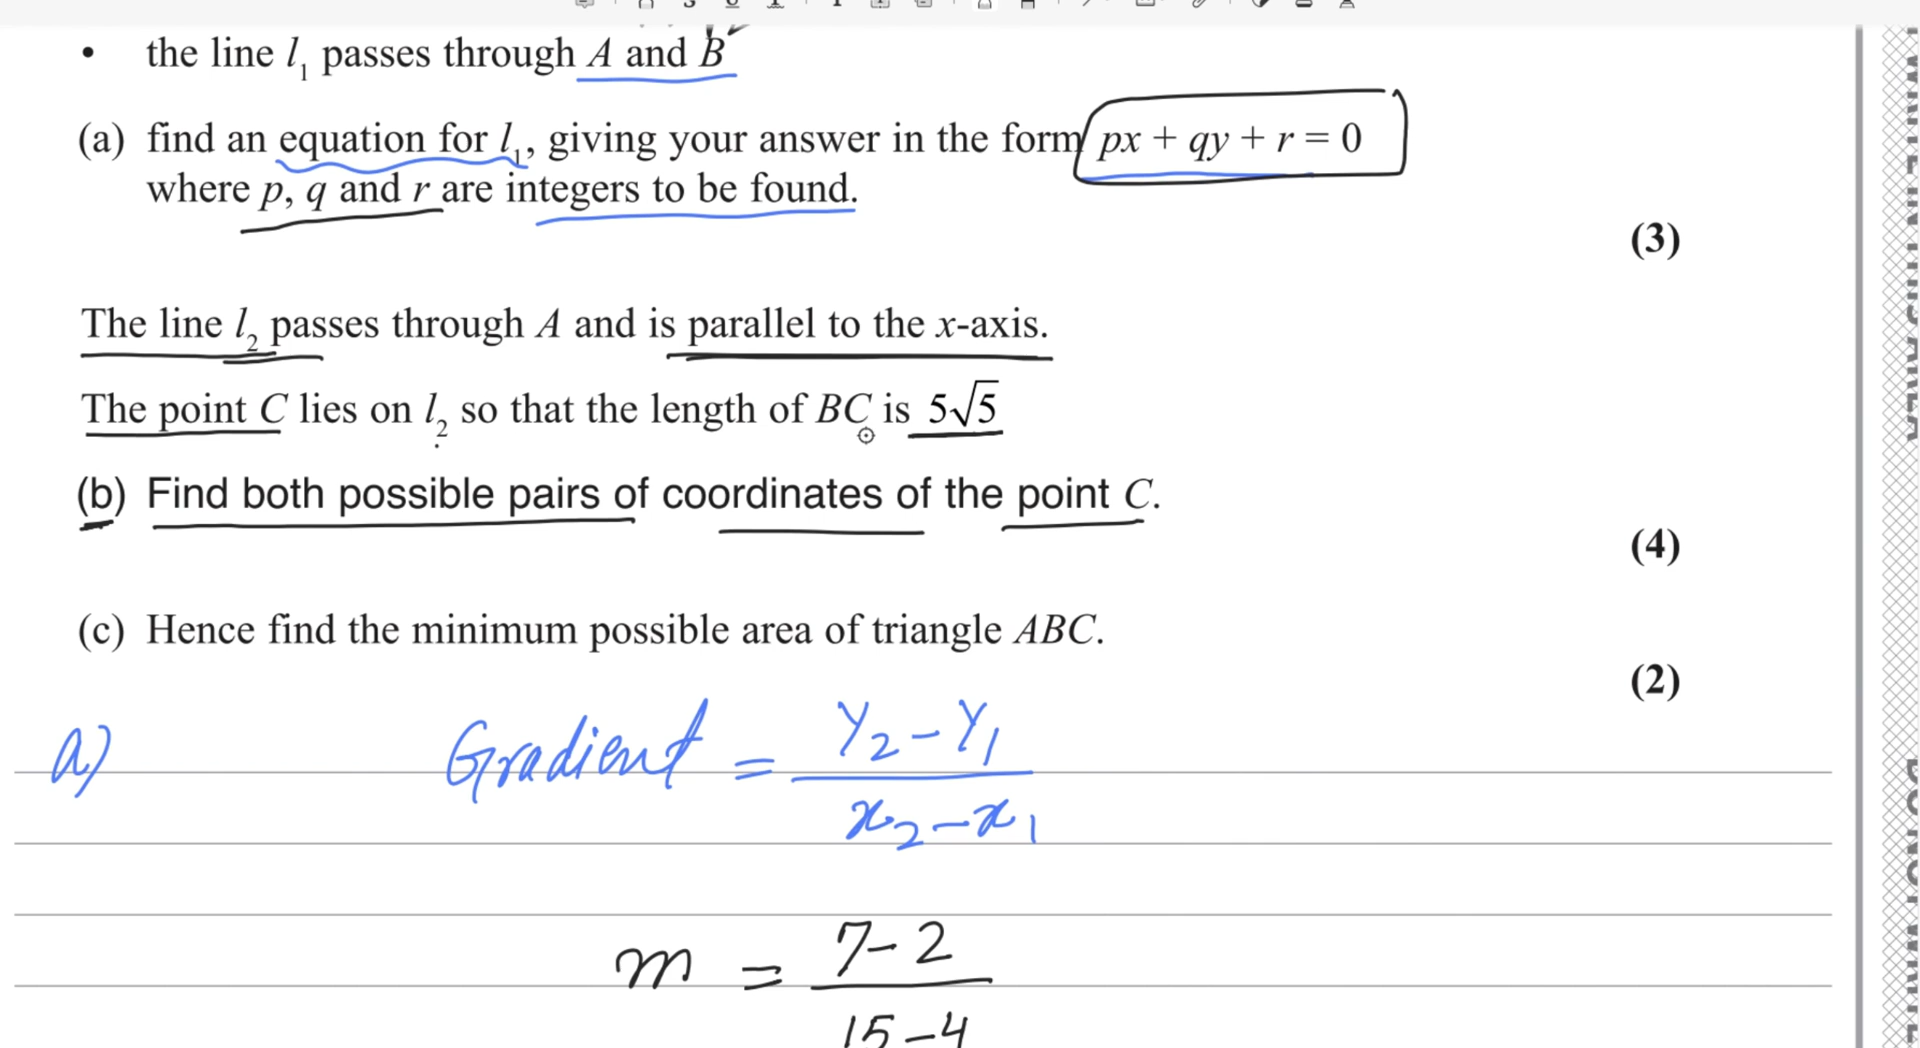 • the line l₁ passes through A and B
(a) find an equation for l₁, giving your answer in the form px + qy + r = 0
where p, q and r are integers to be found.
(3)
The line l₂ passes through A and is parallel to the x-axis.
The point C lies on l₂ so that the length of BC is 5√5
(b) Find both possible pairs of coordinates of the point C.
(4)
(c) Hence find the minimum possible area of triangle ABC.
(2)
a) Gradient = y₂ - y₁ / x₂ - x₁
m = 7 - 2 / 15 - 4